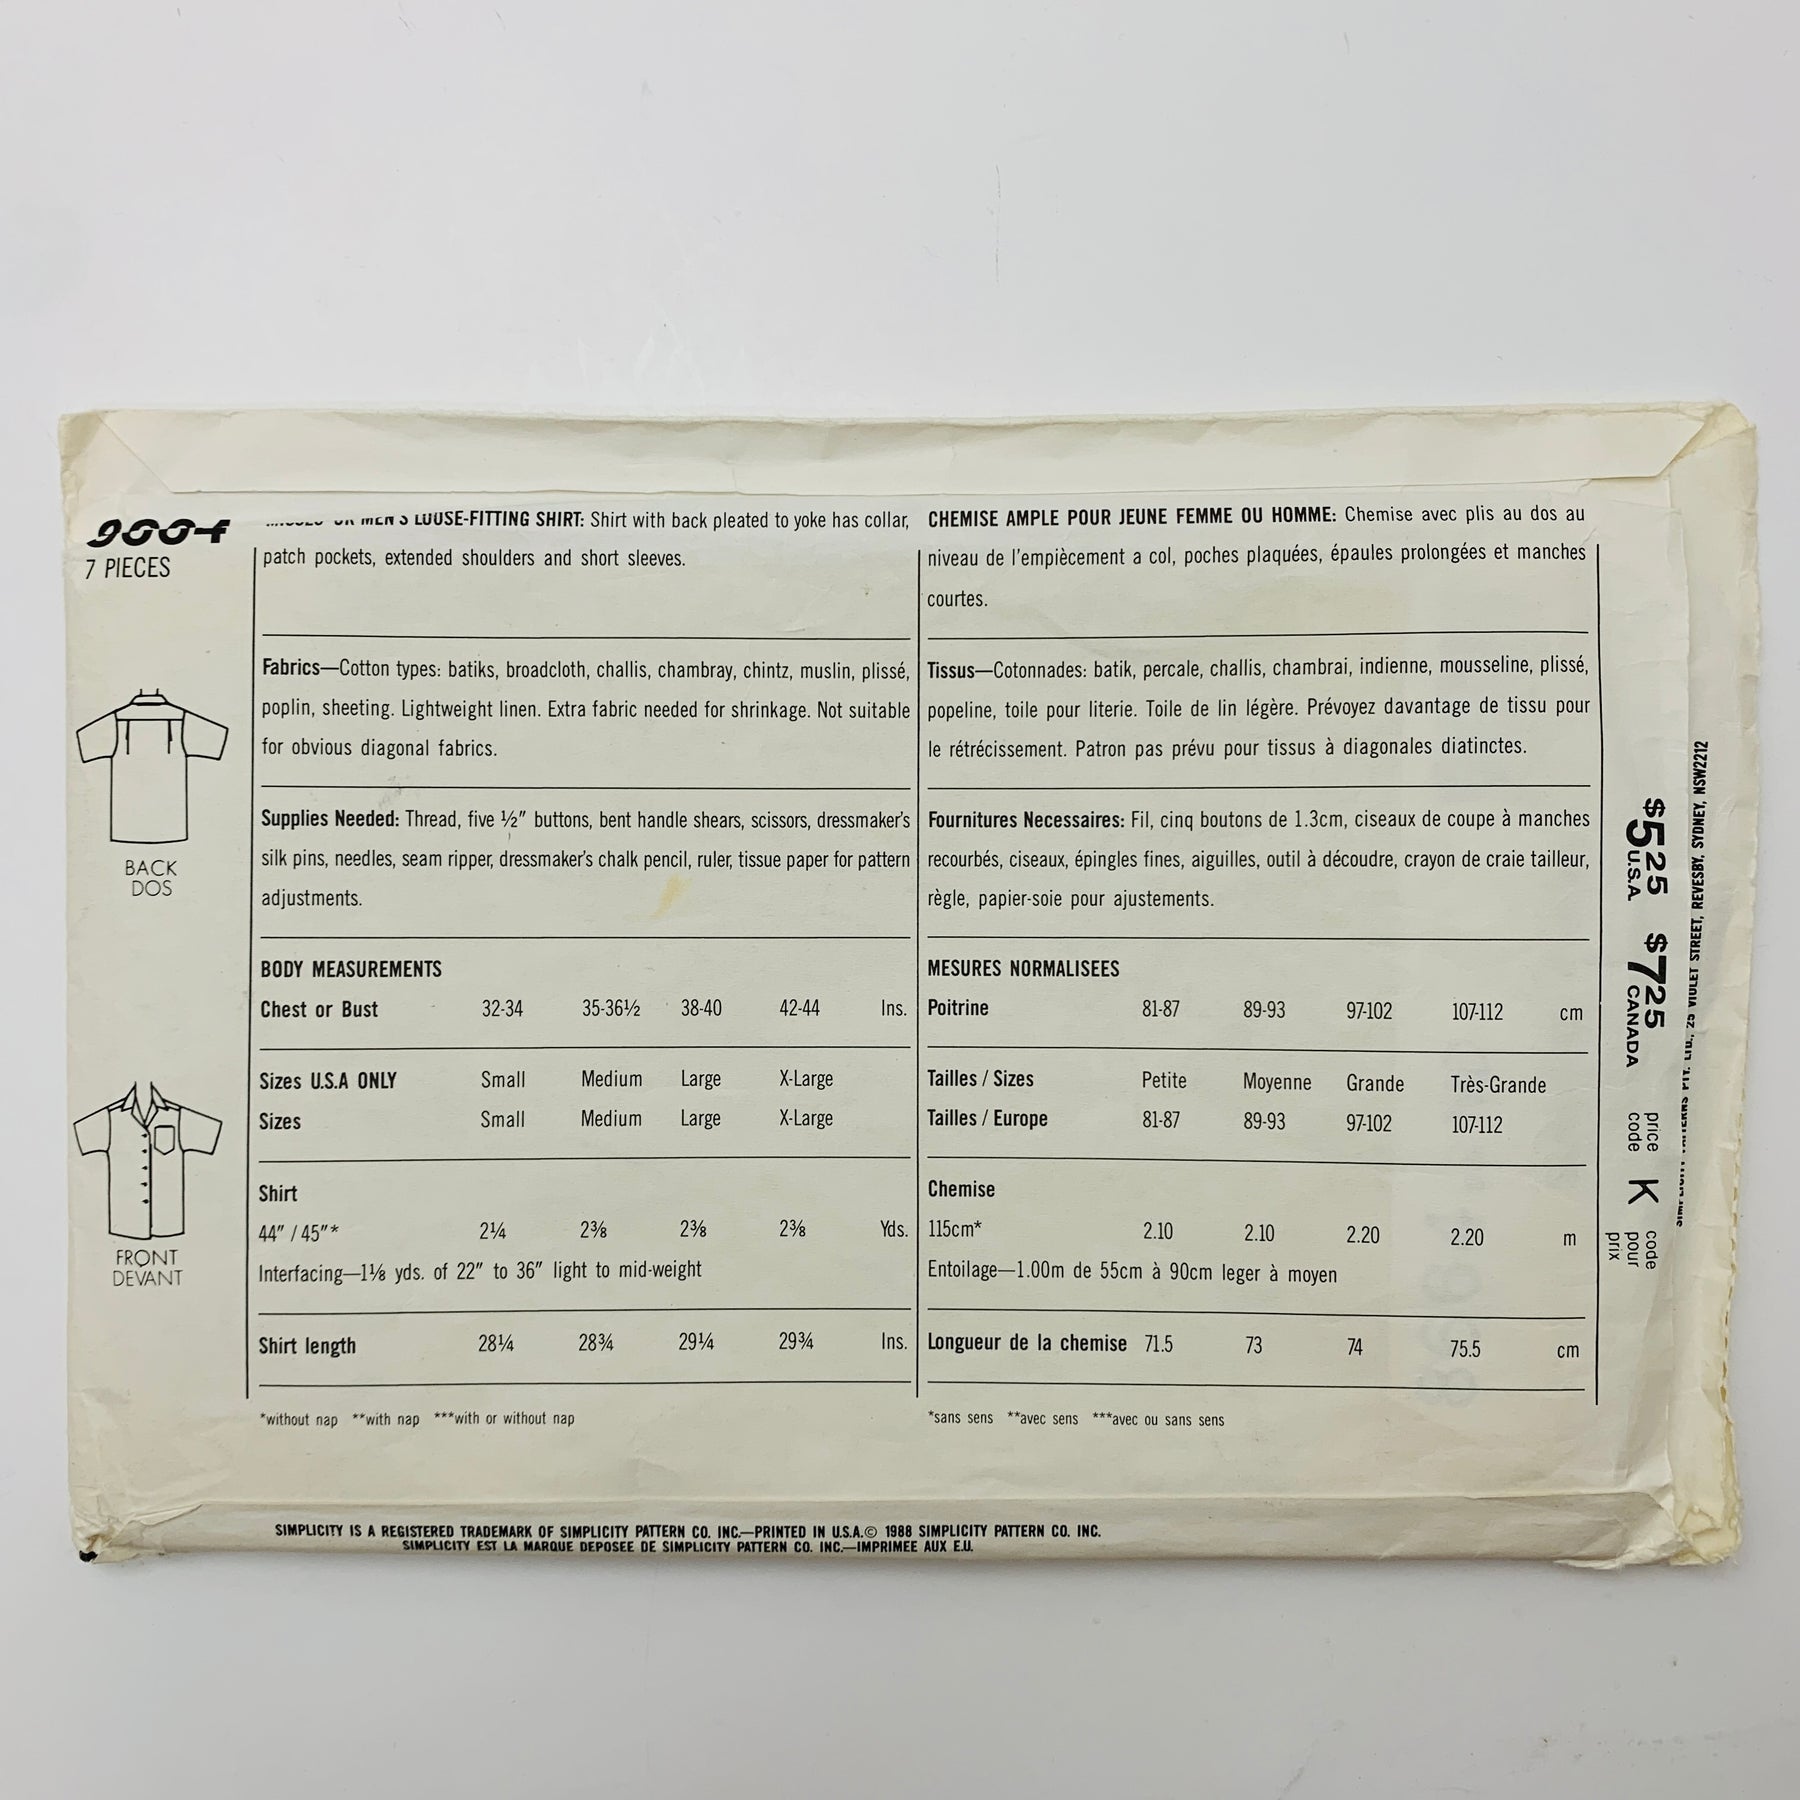 7 PIECES
OR MEN'S LOOSE-FITTING SHIRT: Shirt with back pleated to yoke has collar,
patch pockets, extended shoulders and short sleeves.
Fabrics—Cotton types: batiks, broadcloth, challis, chambray, chintz, muslin, plissé,
poplin, sheeting. Lightweight linen. Extra fabric needed for shrinkage. Not suitable
for obvious diagonal fabrics.
Supplies Needed: Thread, five ½" buttons, bent handle shears, scissors, dressmaker's
silk pins, needles, seam ripper, dressmaker's chalk pencil, ruler, tissue paper for pattern
adjustments.
BODY MEASUREMENTS
Chest or Bust 32-34 35-36½ 38-40 42-44 Ins.
Sizes U.S.A ONLY Small Medium Large X-Large
Sizes Small Medium Large X-Large
Shirt
44" / 45"* 2¼ 2⅜ 2⅜ 2⅜ Yds.
Interfacing—1⅛ yds. of 22" to 36" light to mid-weight
Shirt length 28¼ 28¾ 29¼ 29¾ Ins.
*without nap **with nap ***with or without nap
CHEMISE AMPLE POUR JEUNE FEMME OU HOMME: Chemise avec plis au dos au
niveau de l'empiècement a col, poches plaquées, épaules prolongées et manches
courtes.
Tissus—Cotonnades: batik, percale, challis, chambrai, indienne, mousseline, plissé,
popeline, toile pour literie. Toile de lin légère. Prévoyez davantage de tissu pour
le rétrécissement. Patron pas prévu pour tissus à diagonales diatinctes.
Fournitures Necessaires: Fil, cinq boutons de 1.3cm, ciseaux de coupe à manches
recourbés, ciseaux, épingles fines, aiguilles, outil à découdre, crayon de craie tailleur,
règle, papier-soie pour ajustements.
MESURES NORMALISEES
Poitrine 81-87 89-93 97-102 107-112 cm
Tailles / Sizes Petite Moyenne Grande Très-Grande
Tailles / Europe 81-87 89-93 97-102 107-112
Chemise
115cm* 2.10 2.10 2.20 2.20 m
Entoilage—1.00m de 55cm à 90cm leger à moyen
Longueur de la chemise 71.5 73 74 75.5 cm
*sans sens **avec sens ***avec ou sans sens
BACK
DOS
FRONT
DEVANT
$5.25 U.S.A
$7.25 CANADA
price code K code pour prix
SIMPLICITY PATTERNS PTY. LTD., 25 VIOLET STREET, REVESBY, SYDNEY, NSW2212
SIMPLICITY IS A REGISTERED TRADEMARK OF SIMPLICITY PATTERN CO. INC.—PRINTED IN U.S.A.© 1988 SIMPLICITY PATTERN CO. INC.
SIMPLICITY EST LA MARQUE DEPOSEE DE SIMPLICITY PATTERN CO. INC.—IMPRIMEE AUX E.U.